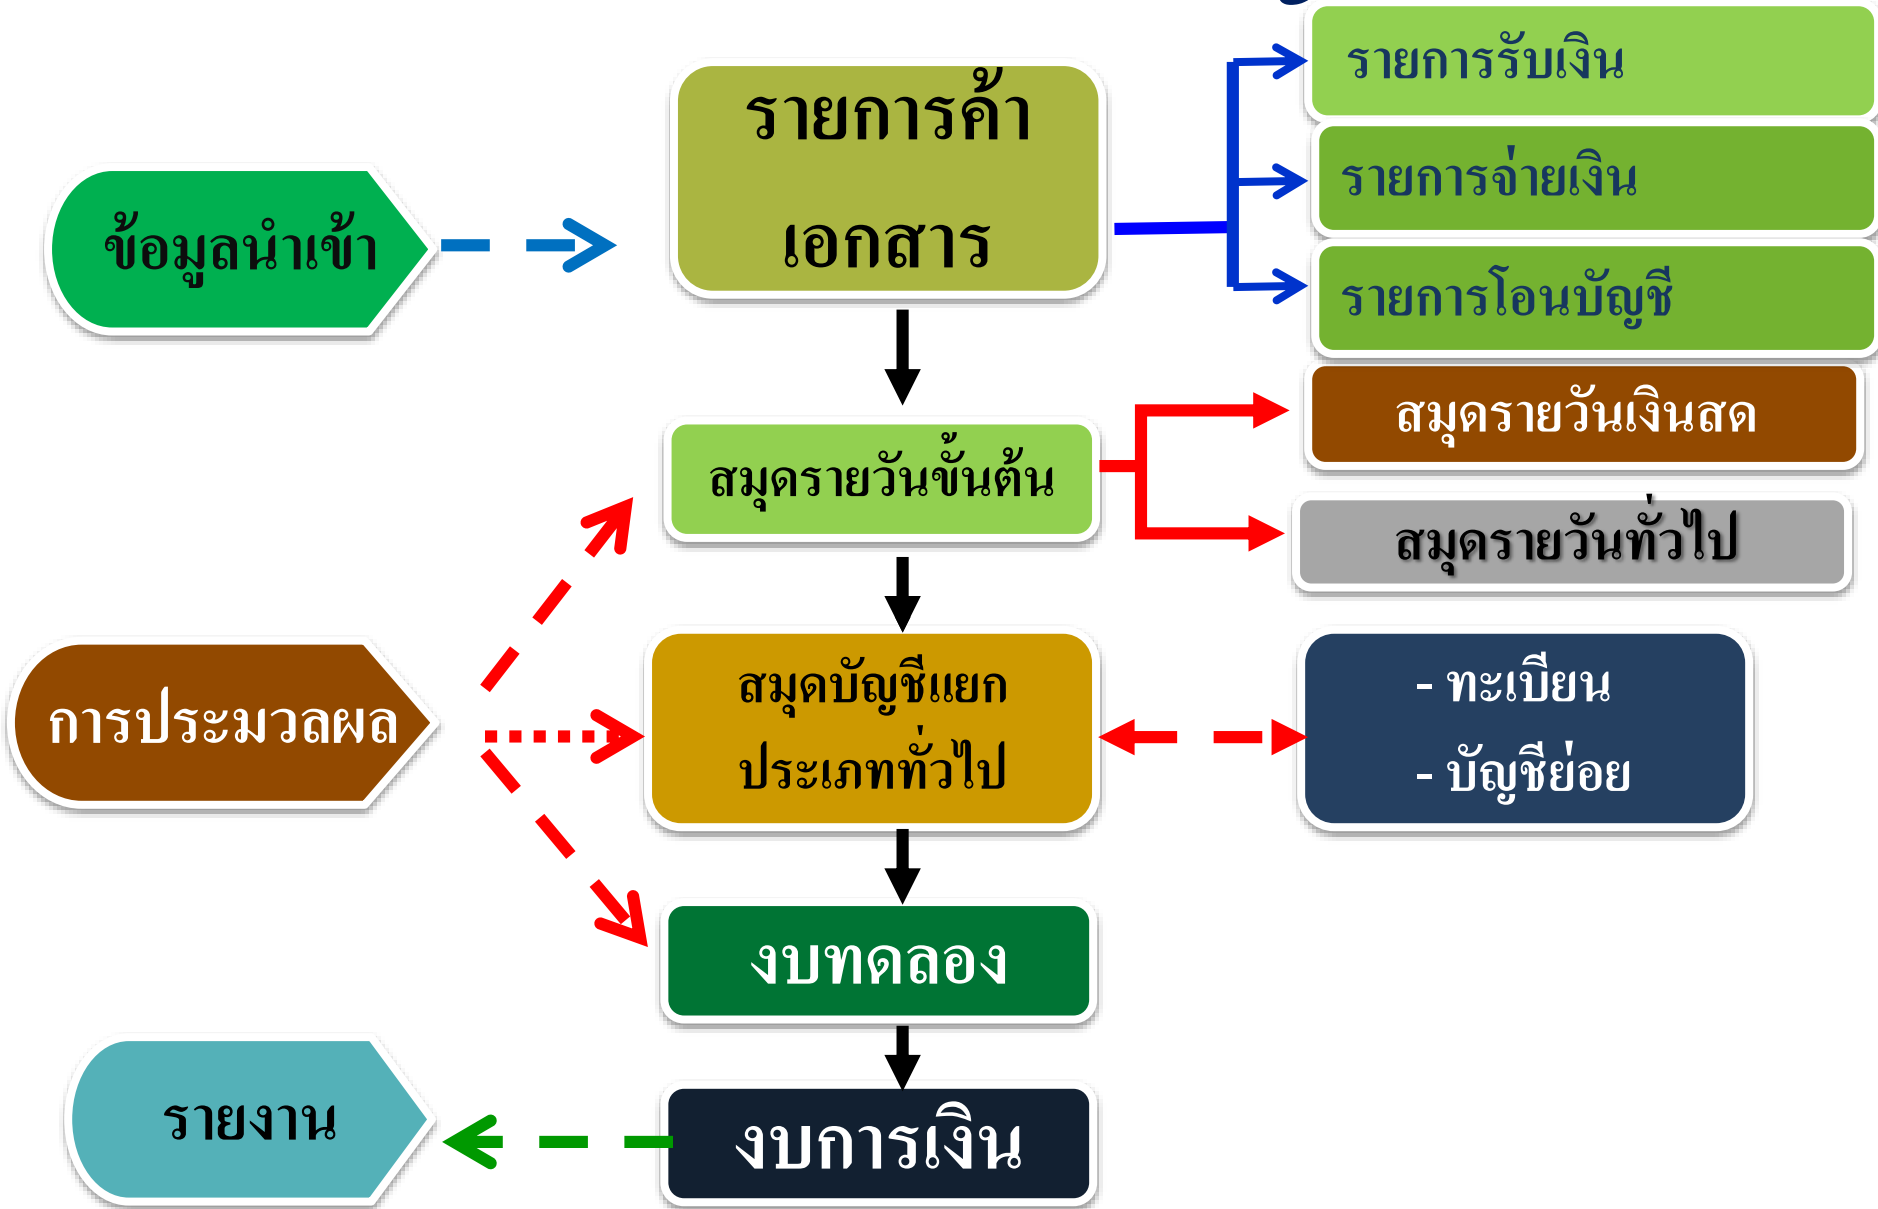 รายการรับเงิน
รายการค้า
รายการจ่ายเงิน
ข้อมูลนำเข้า
เอกสาร
รายการโอนบัญชี
สมุดรายวันเงินสด
สมุดรายวันขั้นต้น
สมุดรายวันทั่วไป
การประมวลผล
สมุดบัญชีแยก
ประเภททั่วไป
- ทะเบียน
- บัญชีย่อย
งบทดลอง
รายงาน
งบการเงิน